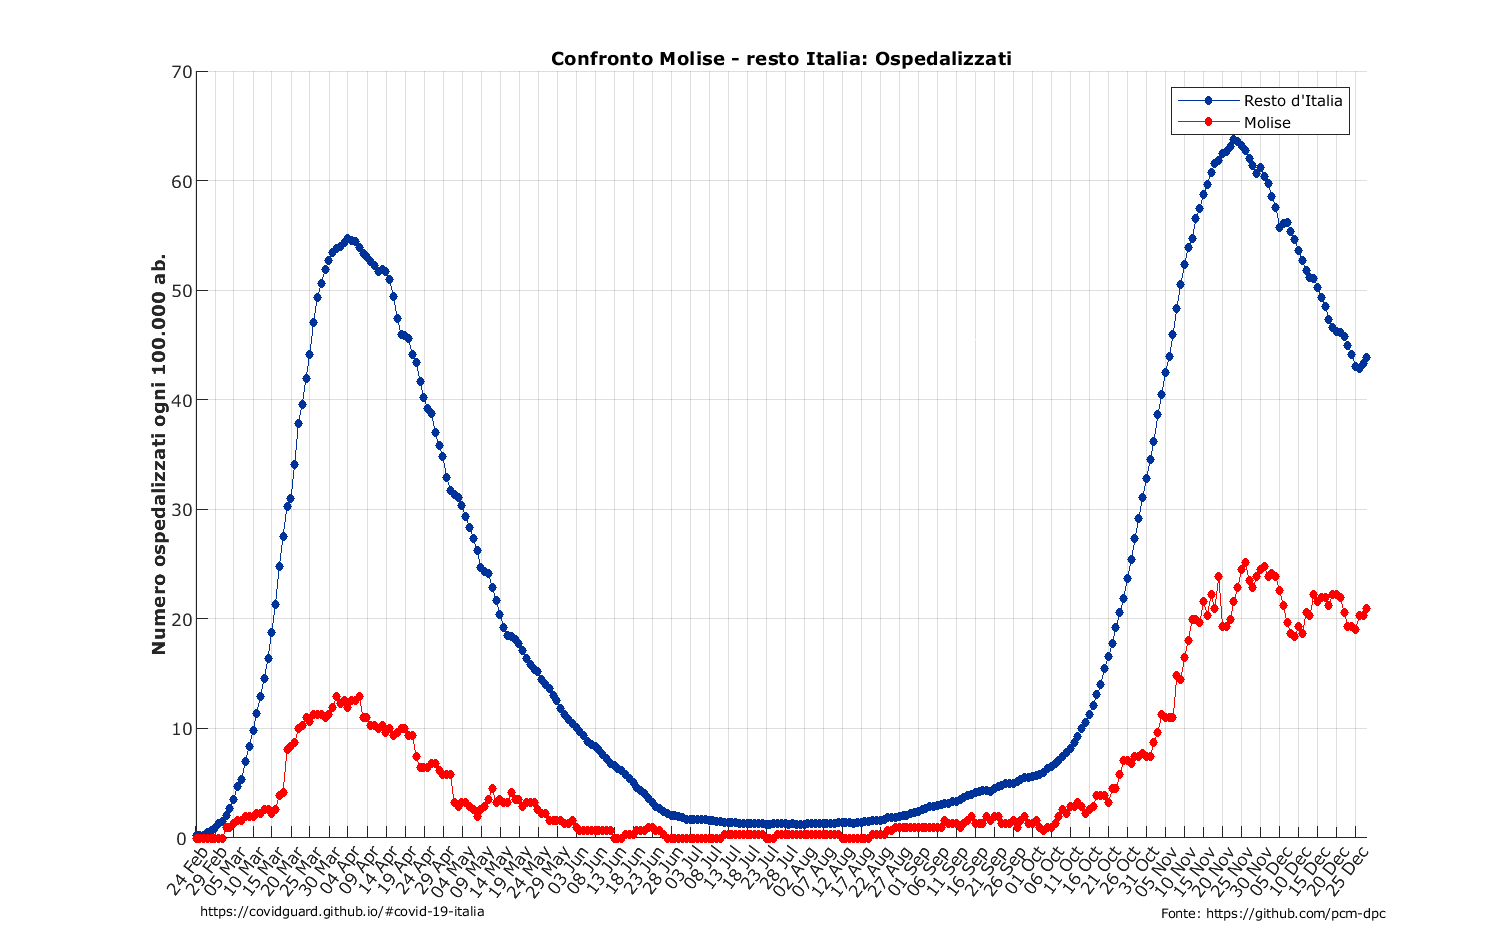 Confronto Molise - resto Italia: Ospedalizzati
Numero ospedalizzati ogni 100.000 ab.
70
60
50
40
30
20
10
0
Resto d'Italia
Molise
24 Feb
29 Feb
05 Mar
10 Mar
15 Mar
20 Mar
25 Mar
30 Mar
04 Apr
09 Apr
14 Apr
19 Apr
24 Apr
29 Apr
04 May
09 May
14 May
19 May
24 May
29 May
03 Jun
08 Jun
13 Jun
18 Jun
23 Jun
28 Jun
03 Jul
08 Jul
13 Jul
18 Jul
23 Jul
28 Jul
02 Aug
07 Aug
12 Aug
17 Aug
22 Aug
27 Aug
01 Sep
06 Sep
11 Sep
16 Sep
21 Sep
26 Sep
01 Oct
06 Oct
11 Oct
16 Oct
21 Oct
26 Oct
31 Oct
05 Nov
10 Nov
15 Nov
20 Nov
25 Nov
30 Nov
05 Dec
10 Dec
15 Dec
20 Dec
25 Dec
https://covidguard.github.io/#covid-19-italia
Fonte: https://github.com/pcm-dpc